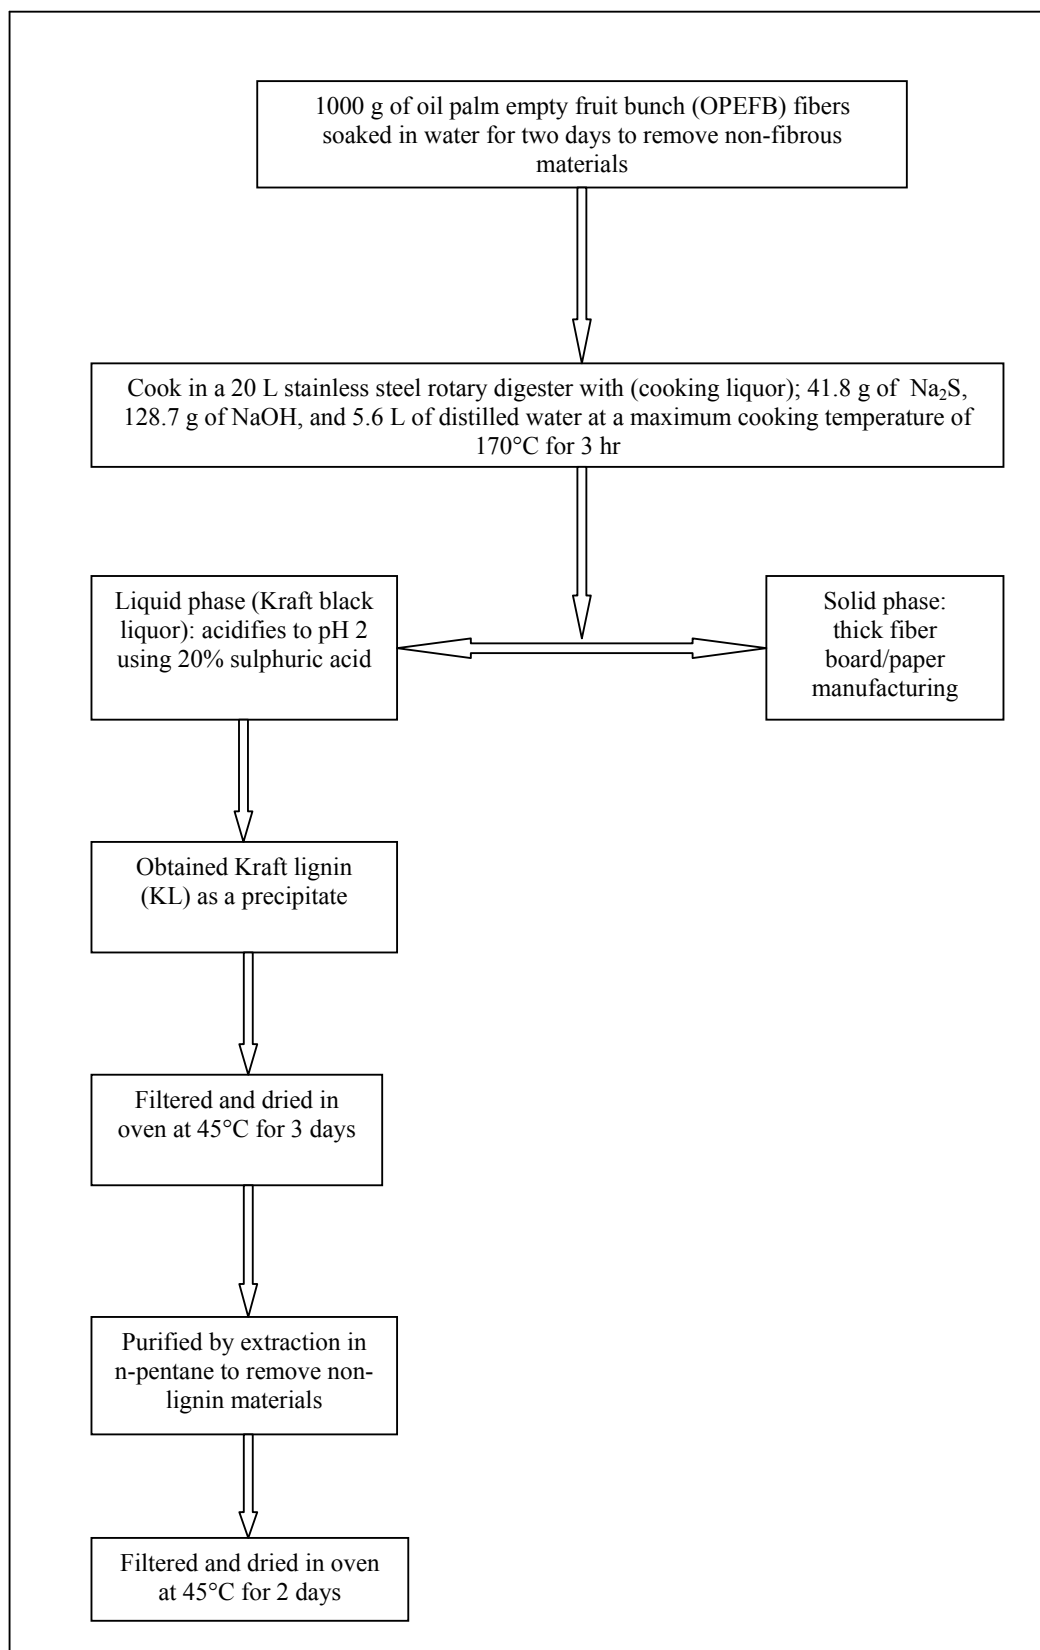 1000 g of oil palm empty fruit bunch (OPEFB) fibers
soaked in water for two days to remove non-fibrous
materials
Cook in a 20 L stainless steel rotary digester with (cooking liquor); 41.8 g of Na₂S,
128.7 g of NaOH, and 5.6 L of distilled water at a maximum cooking temperature of
170°C for 3 hr
Liquid phase (Kraft black
liquor): acidifies to pH 2
using 20% sulphuric acid
Solid phase:
thick fiber
board/paper
manufacturing
Obtained Kraft lignin
(KL) as a precipitate
Filtered and dried in
oven at 45°C for 3 days
Purified by extraction in
n-pentane to remove non-
lignin materials
Filtered and dried in oven
at 45°C for 2 days